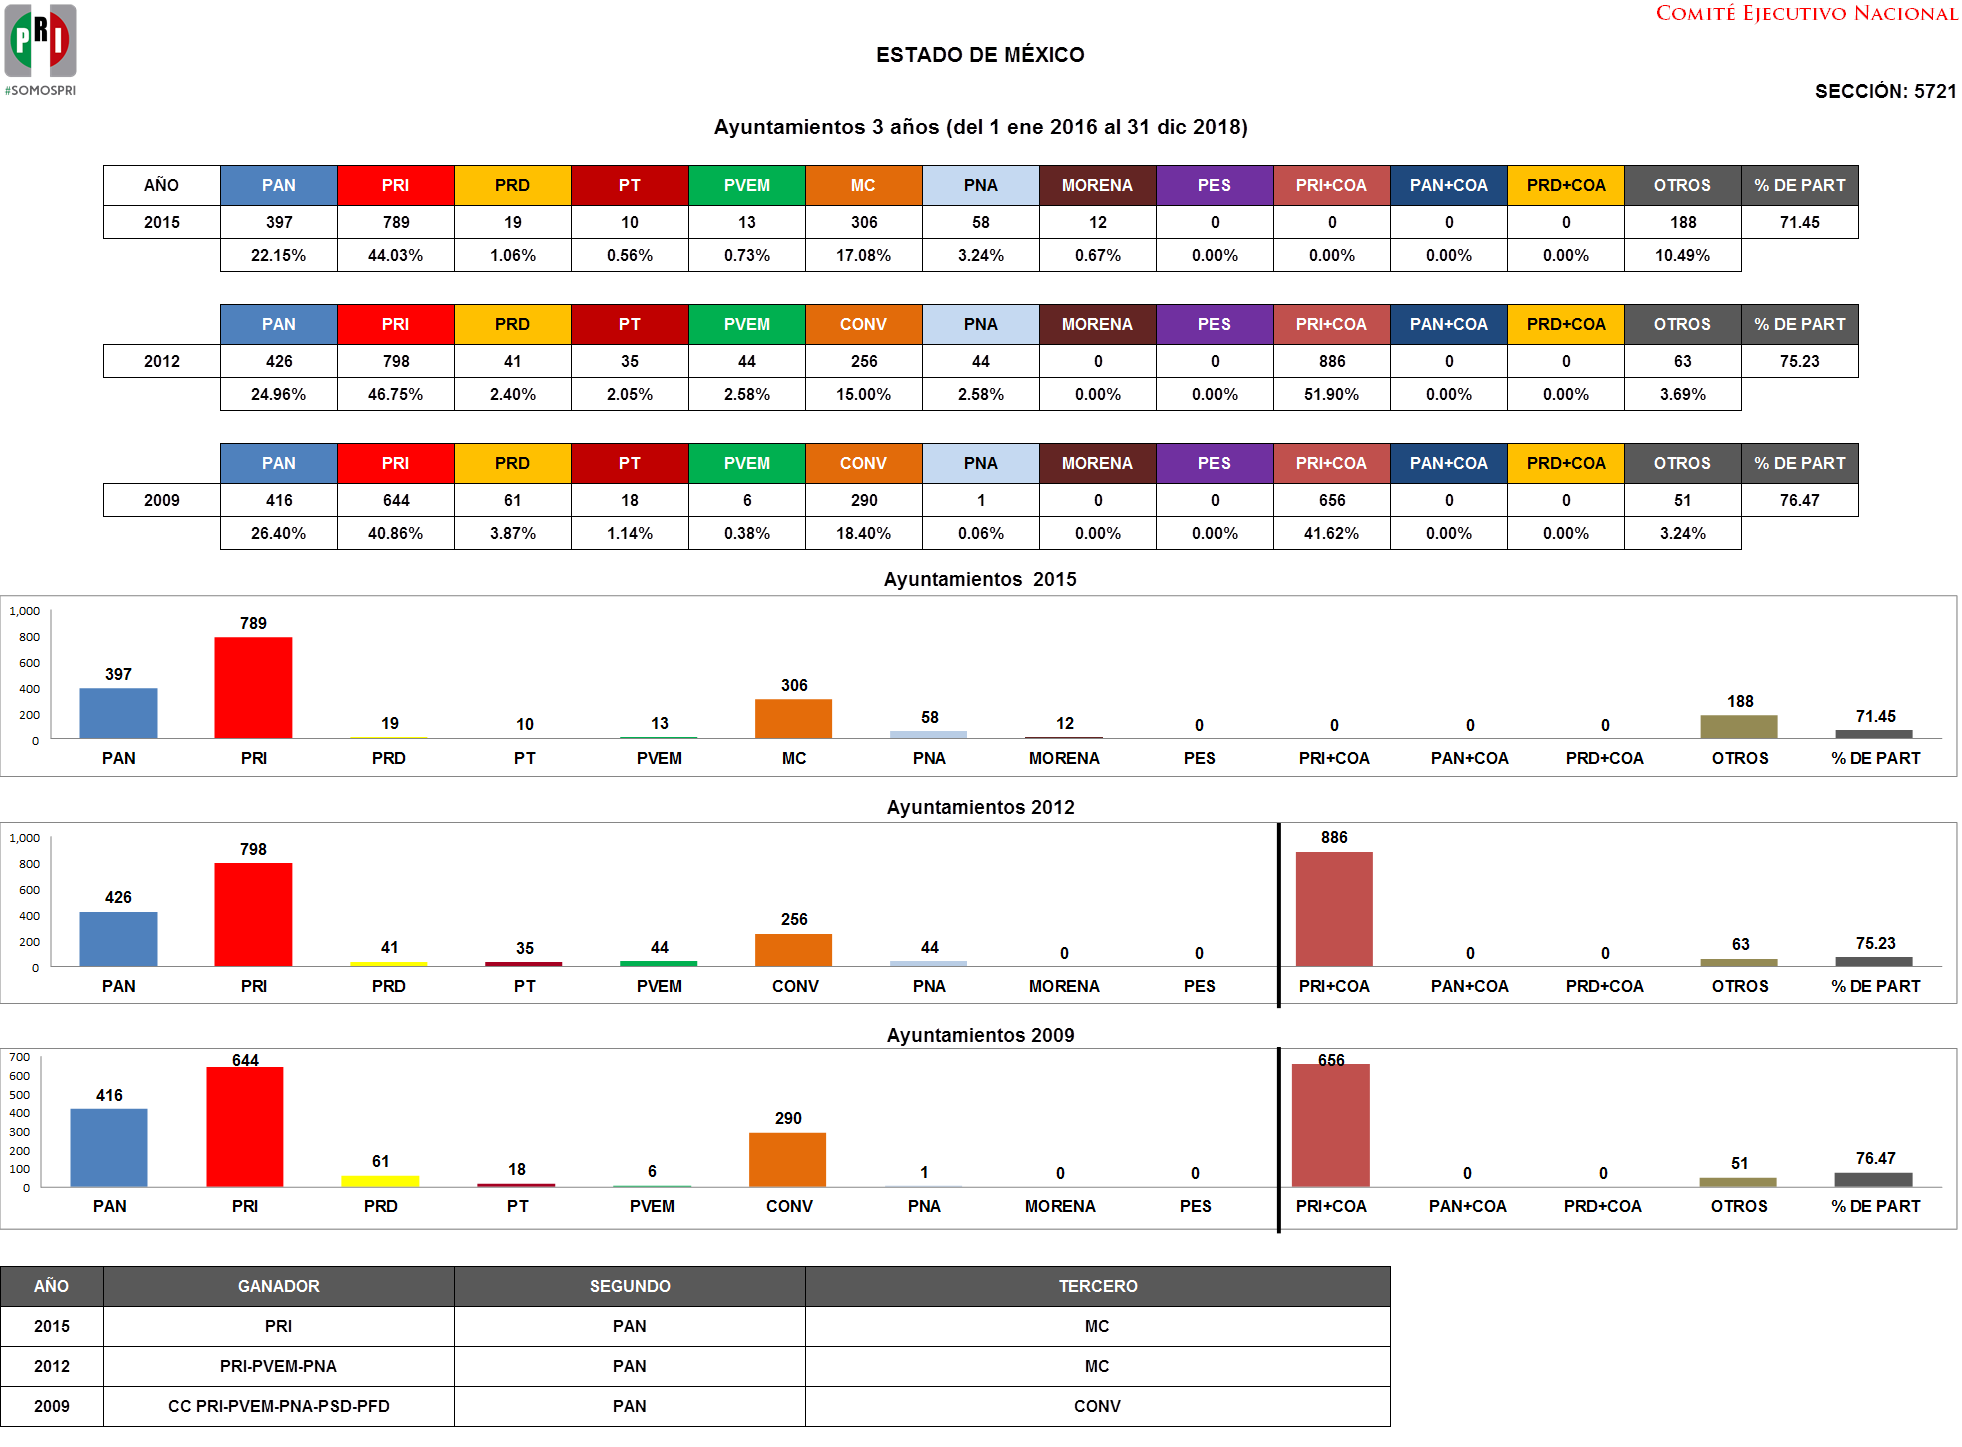 PRI
#SOMOSPRI
COMITÉ EJECUTIVO NACIONAL
ESTADO DE MÉXICO
SECCIÓN: 5721
Ayuntamientos 3 años (del 1 ene 2016 al 31 dic 2018)
AÑO PAN PRI PRD PT PVEM MC PNA MORENA PES PRI+COA PAN+COA PRD+COA OTROS % DE PART
2015 397 789 19 10 13 306 58 12 0 0 0 0 188 71.45
22.15% 44.03% 1.06% 0.56% 0.73% 17.08% 3.24% 0.67% 0.00% 0.00% 0.00% 0.00% 10.49%
PAN PRI PRD PT PVEM CONV PNA MORENA PES PRI+COA PAN+COA PRD+COA OTROS % DE PART
2012 426 798 41 35 44 256 44 0 0 886 0 0 63 75.23
24.96% 46.75% 2.40% 2.05% 2.58% 15.00% 2.58% 0.00% 0.00% 51.90% 0.00% 0.00% 3.69%
PAN PRI PRD PT PVEM CONV PNA MORENA PES PRI+COA PAN+COA PRD+COA OTROS % DE PART
2009 416 644 61 18 6 290 1 0 0 656 0 0 51 76.47
26.40% 40.86% 3.87% 1.14% 0.38% 18.40% 0.06% 0.00% 0.00% 41.62% 0.00% 0.00% 3.24%
Ayuntamientos 2015
1,000
800
600
400
200
0
397 789 19 10 13 306 58 12 0 0 0 0 188 71.45
PAN PRI PRD PT PVEM MC PNA MORENA PES PRI+COA PAN+COA PRD+COA OTROS % DE PART
Ayuntamientos 2012
1,000
800
600
400
200
0
426 798 41 35 44 256 44 0 0 886 0 0 63 75.23
PAN PRI PRD PT PVEM CONV PNA MORENA PES PRI+COA PAN+COA PRD+COA OTROS % DE PART
Ayuntamientos 2009
700
600
500
400
300
200
100
0
416 644 61 18 6 290 1 0 0 656 0 0 51 76.47
PAN PRI PRD PT PVEM CONV PNA MORENA PES PRI+COA PAN+COA PRD+COA OTROS % DE PART
AÑO GANADOR SEGUNDO TERCERO
2015 PRI PAN MC
2012 PRI-PVEM-PNA PAN MC
2009 CC PRI-PVEM-PNA-PSD-PFD PAN CONV